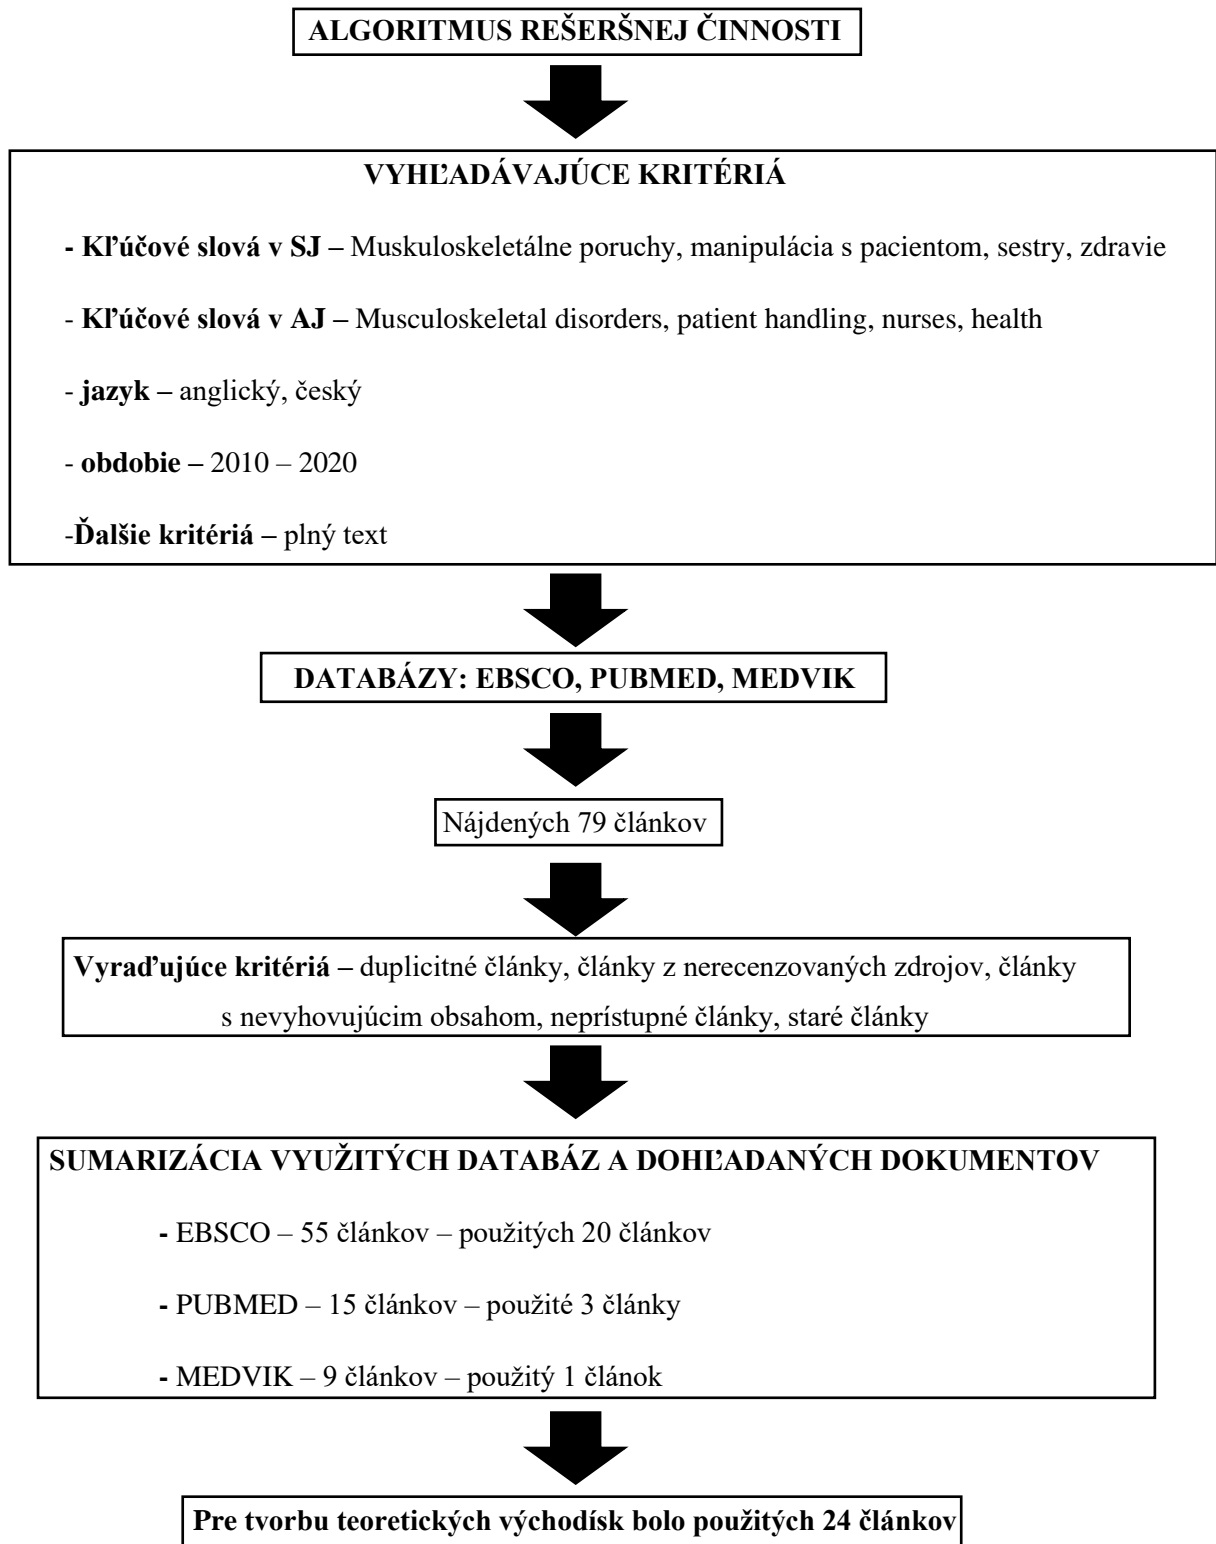 ALGORITMUS REŠERŠNEJ ČINNOSTI
VYHĽADÁVAJÚCE KRITÉRIÁ
- Kľúčové slová v SJ – Muskuloskeletálne poruchy, manipulácia s pacientom, sestry, zdravie
- Kľúčové slová v AJ – Musculoskeletal disorders, patient handling, nurses, health
- jazyk – anglický, český
- obdobie – 2010 – 2020
-Ďalšie kritériá – plný text
DATABÁZY: EBSCO, PUBMED, MEDVIK
Nájdených 79 článkov
Vyraďujúce kritériá – duplicitné články, články z nerecenzovaných zdrojov, články
s nevyhovujúcim obsahom, neprístupné články, staré články
SUMARIZÁCIA VYUŽITÝCH DATABÁZ A DOHĽADANÝCH DOKUMENTOV
- EBSCO – 55 článkov – použitých 20 článkov
- PUBMED – 15 článkov – použité 3 články
- MEDVIK – 9 článkov – použitý 1 článok
Pre tvorbu teoretických východísk bolo použitých 24 článkov